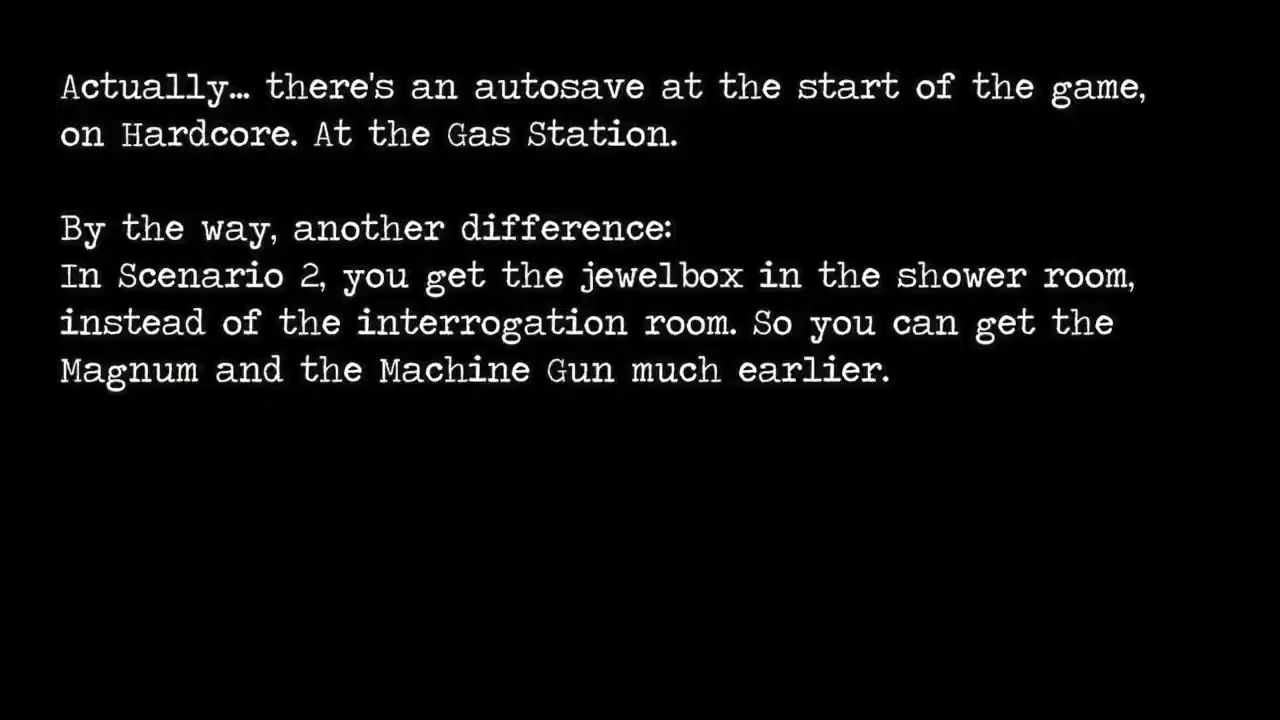 Actually... there's an autosave at the start of the game,
on Hardcore. At the Gas Station.
By the way, another difference:
In Scenario 2, you get the jewelbox in the shower room,
instead of the interrogation room. So you can get the
Magnum and the Machine Gun much earlier.